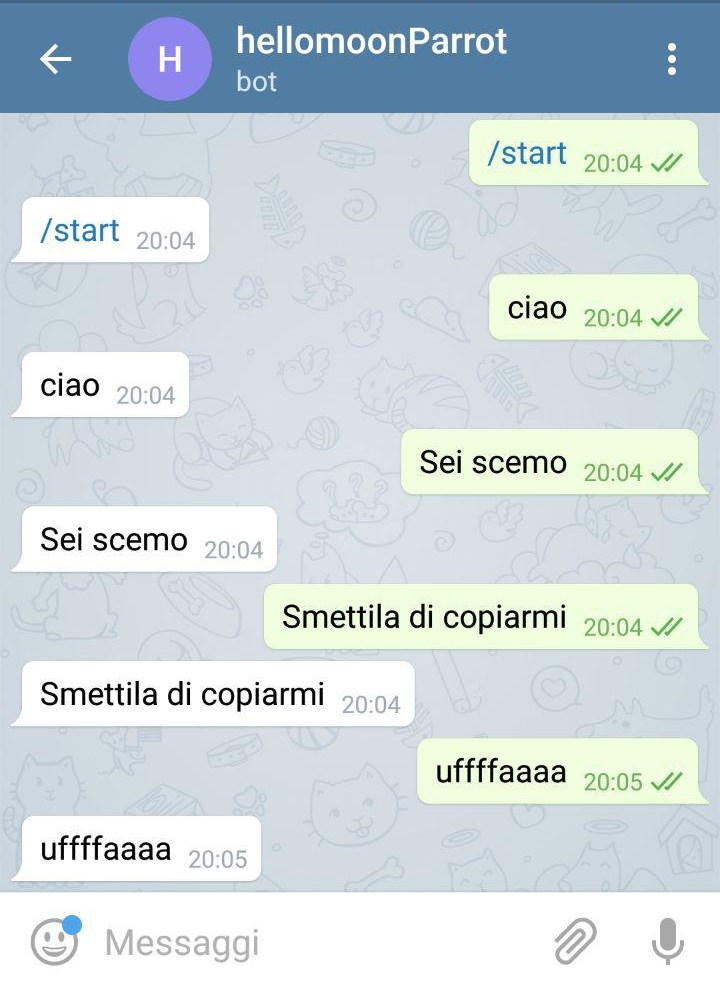 H
hellomoonParrot
bot
/start 20:04
/start 20:04
ciao 20:04
ciao 20:04
Sei scemo 20:04
Sei scemo 20:04
Smettila di copiarmi 20:04
Smettila di copiarmi 20:04
uffffaaaa 20:05
uffffaaaa 20:05
Messaggi